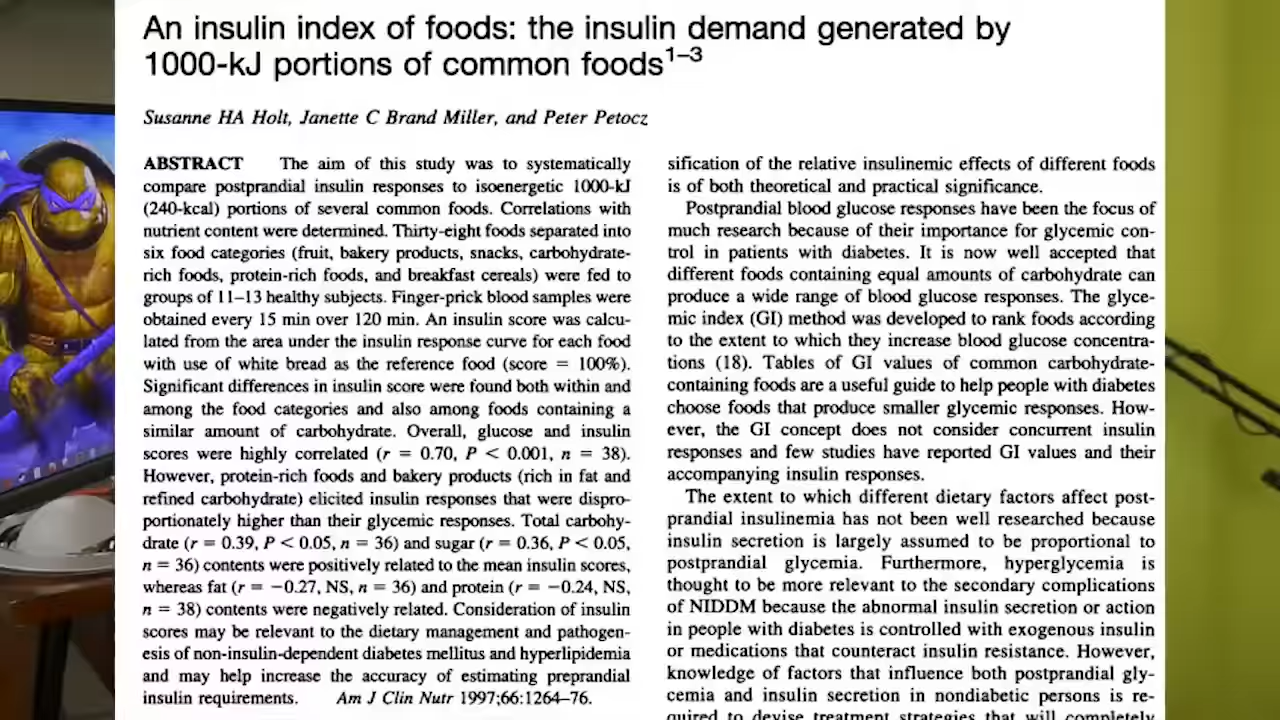 An insulin index of foods: the insulin demand generated by
1000-kJ portions of common foods1–3
Susanne HA Holt, Janette C Brand Miller, and Peter Petocz
ABSTRACT The aim of this study was to systematically
compare postprandial insulin responses to isoenergetic 1000-kJ
(240-kcal) portions of several common foods. Correlations with
nutrient content were determined. Thirty-eight foods separated into
six food categories (fruit, bakery products, snacks, carbohydrate-
rich foods, protein-rich foods, and breakfast cereals) were fed to
groups of 11–13 healthy subjects. Finger-prick blood samples were
obtained every 15 min over 120 min. An insulin score was calcu-
lated from the area under the insulin response curve for each food
with use of white bread as the reference food (score = 100%).
Significant differences in insulin score were found both within and
among the food categories and also among foods containing a
similar amount of carbohydrate. Overall, glucose and insulin
scores were highly correlated (r = 0.70, P < 0.001, n = 38).
However, protein-rich foods and bakery products (rich in fat and
refined carbohydrate) elicited insulin responses that were dispro-
portionately higher than their glycemic responses. Total carbohy-
drate (r = 0.39, P < 0.05, n = 36) and sugar (r = 0.36, P < 0.05,
n = 36) contents were positively related to the mean insulin scores,
whereas fat (r = −0.27, NS, n = 36) and protein (r = −0.24, NS,
n = 38) contents were negatively related. Consideration of insulin
scores may be relevant to the dietary management and pathogen-
esis of non-insulin-dependent diabetes mellitus and hyperlipidemia
and may help increase the accuracy of estimating preprandial
insulin requirements. Am J Clin Nutr 1997;66:1264–76.
sification of the relative insulinemic effects of different foods
is of both theoretical and practical significance.
Postprandial blood glucose responses have been the focus of
much research because of their importance for glycemic con-
trol in patients with diabetes. It is now well accepted that
different foods containing equal amounts of carbohydrate can
produce a wide range of blood glucose responses. The glyce-
mic index (GI) method was developed to rank foods according
to the extent to which they increase blood glucose concentra-
tions (18). Tables of GI values of common carbohydrate-
containing foods are a useful guide to help people with diabetes
choose foods that produce smaller glycemic responses. How-
ever, the GI concept does not consider concurrent insulin
responses and few studies have reported GI values and their
accompanying insulin responses.
The extent to which different dietary factors affect post-
prandial insulinemia has not been well researched because
insulin secretion is largely assumed to be proportional to
postprandial glycemia. Furthermore, hyperglycemia is
thought to be more relevant to the secondary complications
of NIDDM because the abnormal insulin secretion or action
in people with diabetes is controlled with exogenous insulin
or medications that counteract insulin resistance. However,
knowledge of factors that influence both postprandial gly-
cemia and insulin secretion in nondiabetic persons is re-
quired to devise treatment strategies that will completely